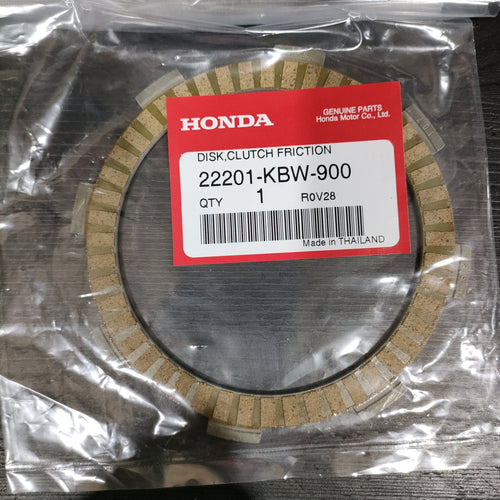 HONDA
GENUINE PARTS
Honda Motor Co., Ltd.
DISK,CLUTCH FRICTION
22201-KBW-900
QTY 1 R0V28
Made in THAILAND